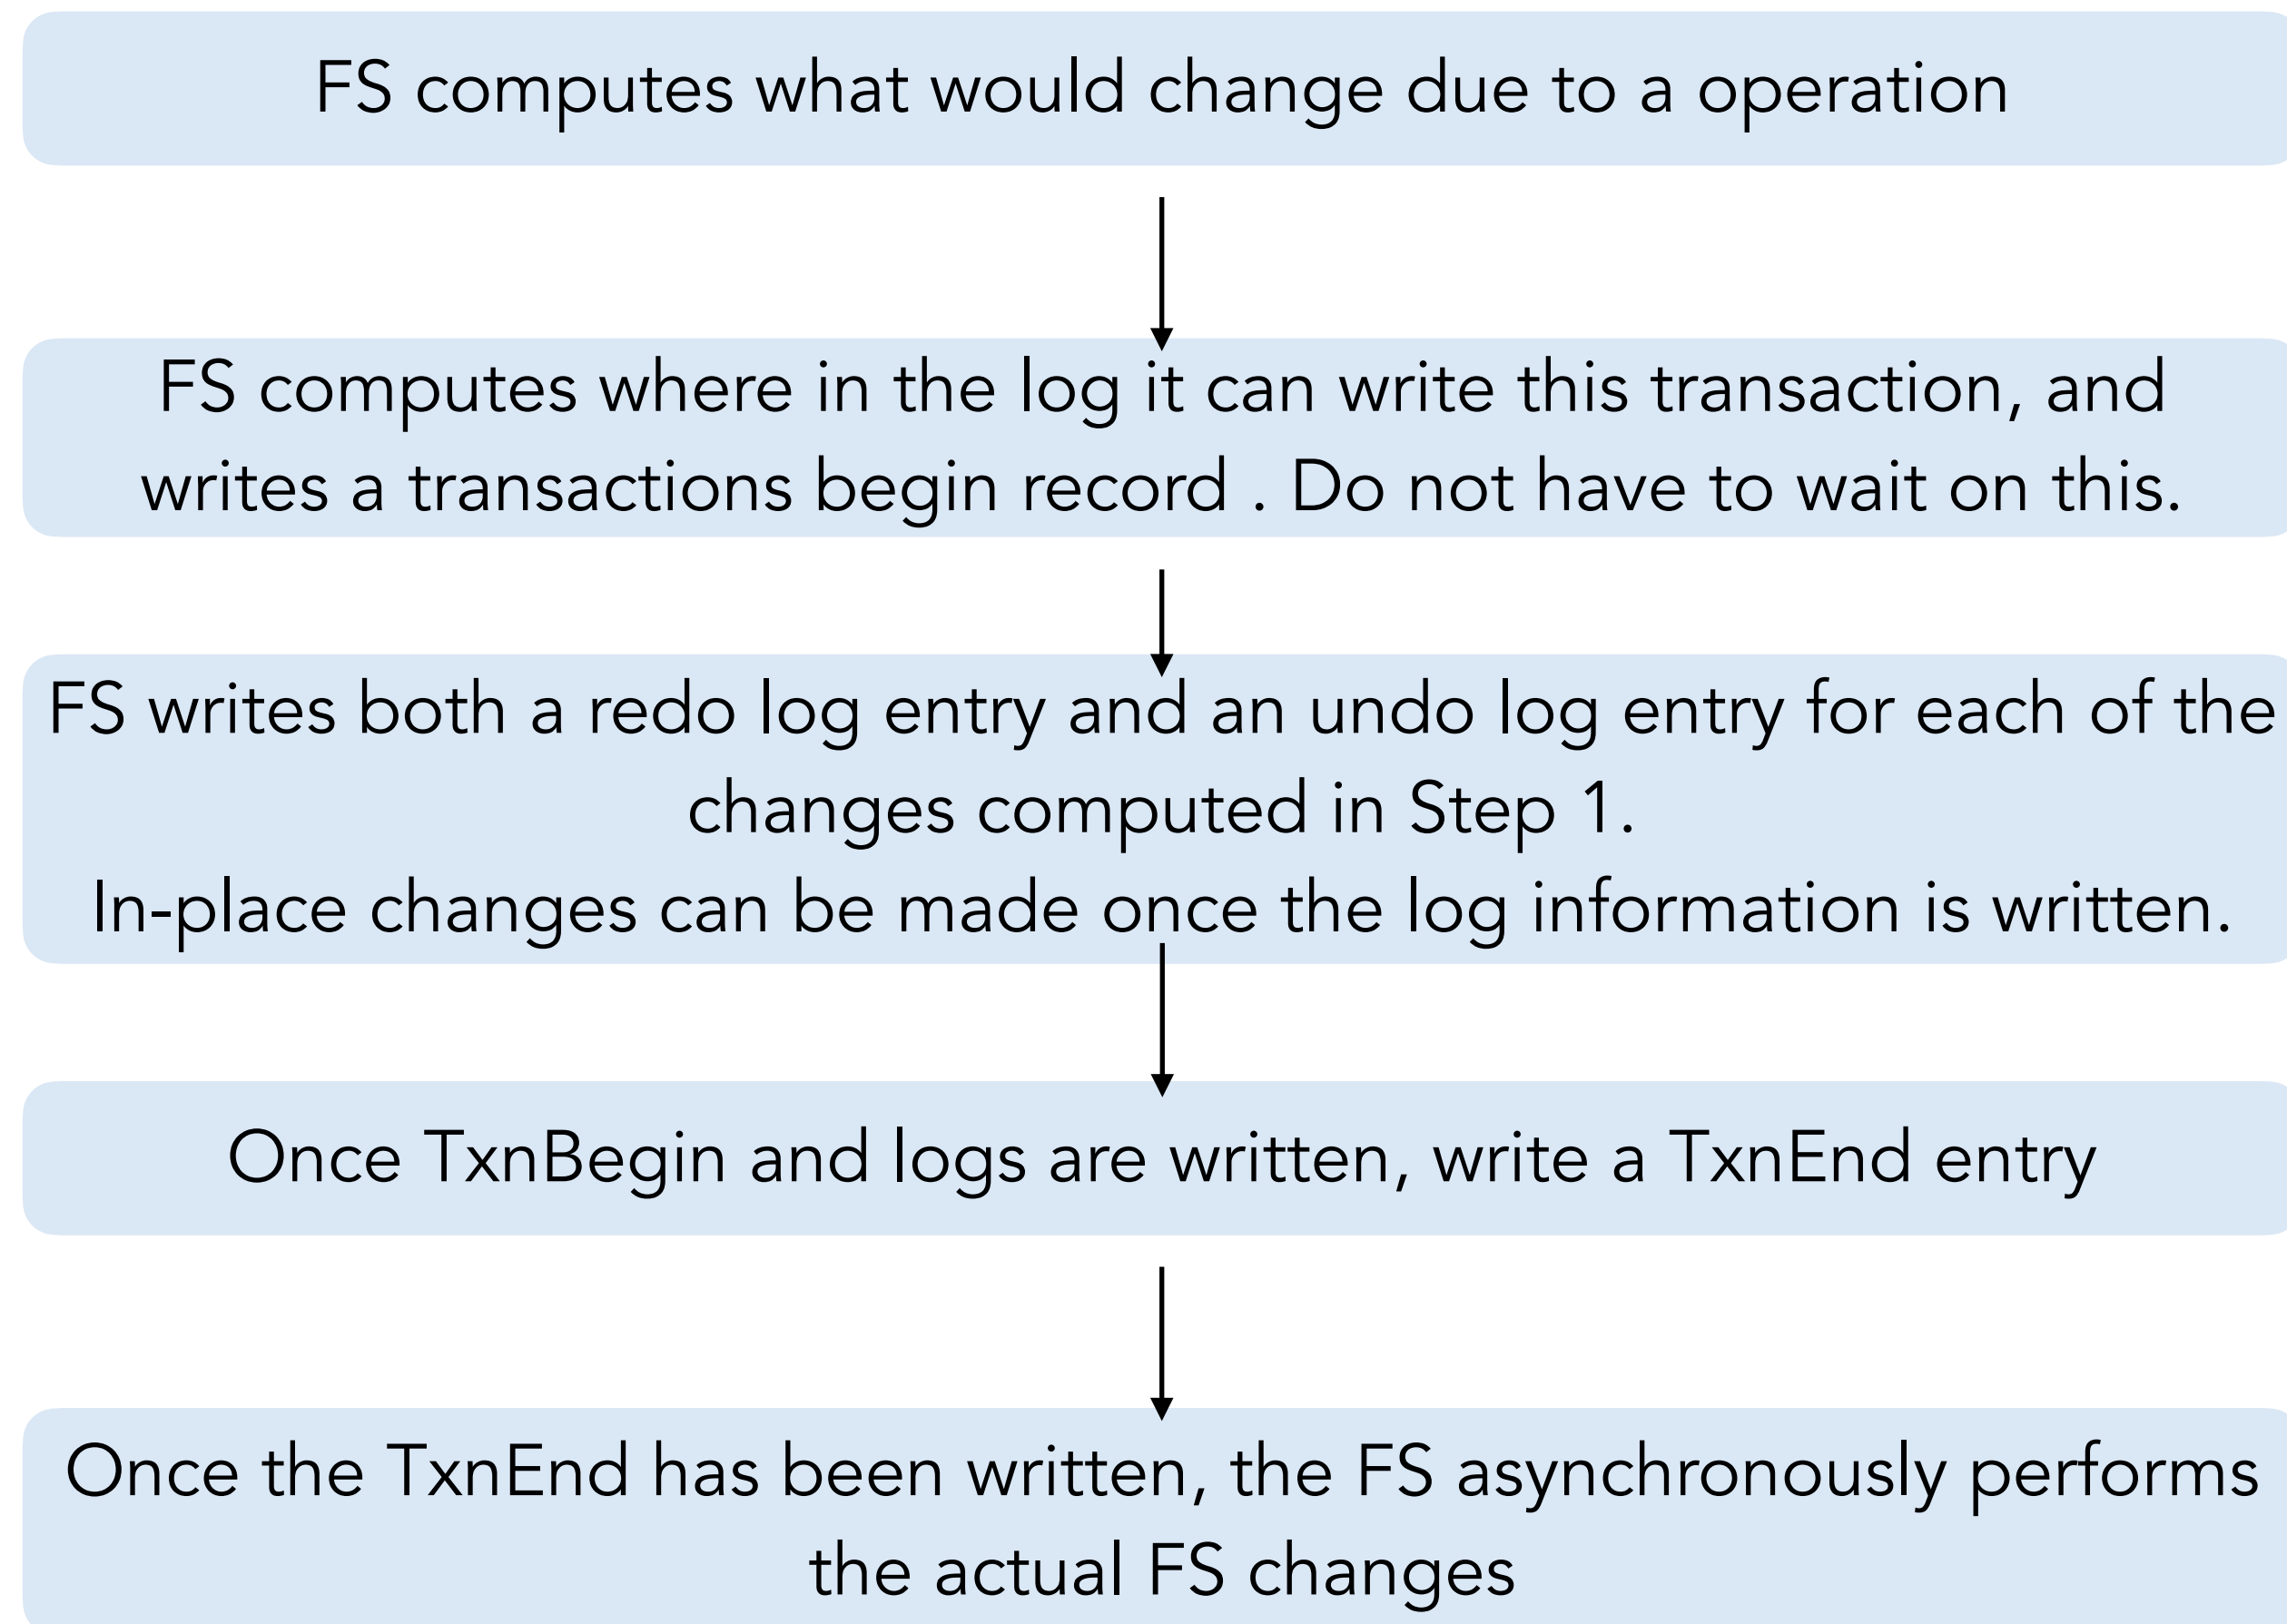 FS computes what would change due to a operation
FS computes where in the log it can write this transaction, and
writes a transactions begin record . Do not have to wait on this.
FS writes both a redo log entry and an undo log entry for each of the
changes computed in Step 1.
In-place changes can be made once the log information is written.
Once TxnBegin and logs are written, write a TxnEnd entry
Once the TxnEnd has been written, the FS asynchronously performs
the actual FS changes